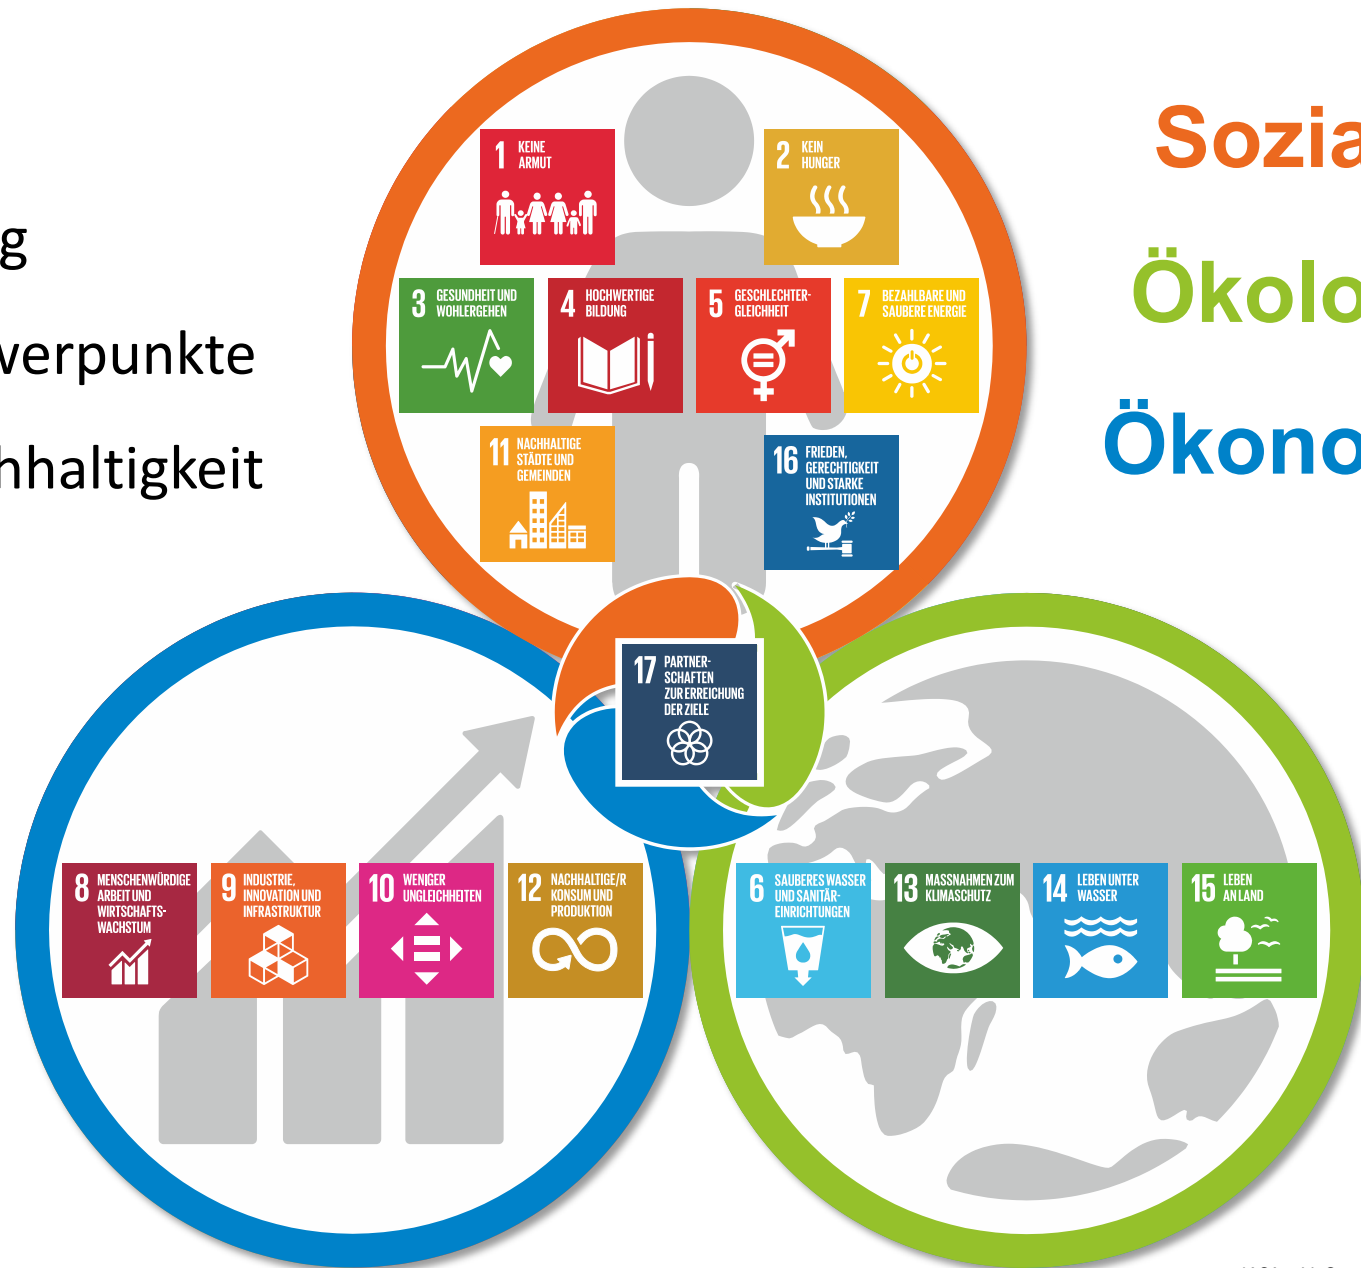 g
werpunkte
hhaltigkeit
Sozia
Ökolo
Ökono
1 KEINE
ARMUT
2 KEIN
HUNGER
3 GESUNDHEIT UND
WOHLERGEHEN
4 HOCHWERTIGE
BILDUNG
5 GESCHLECHTER-
GLEICHHEIT
7 BEZAHLBARE UND
SAUBERE ENERGIE
11 NACHHALTIGE
STÄDTE UND
GEMEINDEN
16 FRIEDEN,
GERECHTIGKEIT
UND STARKE
INSTITUTIONEN
17 PARTNER-
SCHAFTEN
ZUR ERREICHUNG
DER ZIELE
8 MENSCHENWÜRDIGE
ARBEIT UND
WIRTSCHAFTS-
WACHSTUM
9 INDUSTRIE,
INNOVATION UND
INFRASTRUKTUR
10 WENIGER
UNGLEICHHEITEN
12 NACHHALTIGE/R
KONSUM UND
PRODUKTION
6 SAUBERES WASSER
UND SANITÄR-
EINRICHTUNGEN
13 MASSNAHMEN ZUM
KLIMASCHUTZ
14 LEBEN UNTER
WASSER
15 LEBEN
AN LAND